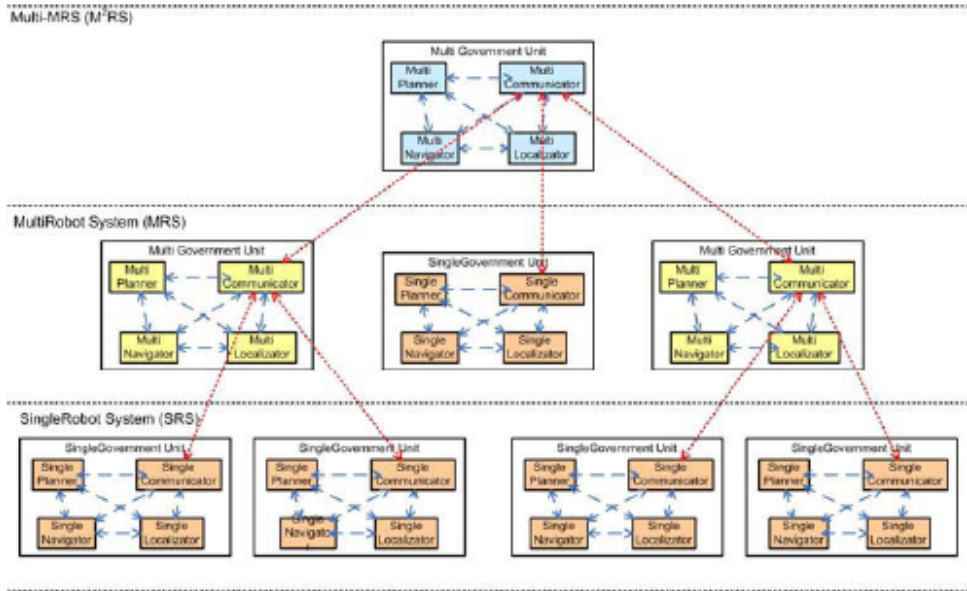 Multi-MRS (M²RS)
Multi Government Unit
Multi
Planner
Multi
Communicator
Multi
Navigator
Multi
Localizator
MultiRobot System (MRS)
Multi Government Unit
Multi
Planner
Multi
Communicator
Multi
Navigator
Multi
Localizator
SingleGovernment Unit
Single
Planner
Single
Communicator
Single
Navigator
Single
Localizator
Multi Government Unit
Multi
Planner
Multi
Communicator
Multi
Navigator
Multi
Localizator
SingleRobot System (SRS)
SingleGovernment Unit
Single
Planner
Single
Communicator
Single
Navigator
Single
Localizator
SingleGovernment Unit
Single
Planner
Single
Communicator
Single
Navigator
Single
Localizator
SingleGovernment Unit
Single
Planner
Single
Communicator
Single
Navigator
Single
Localizator
SingleGovernment Unit
Single
Planner
Single
Communicator
Single
Navigator
Single
Localizator